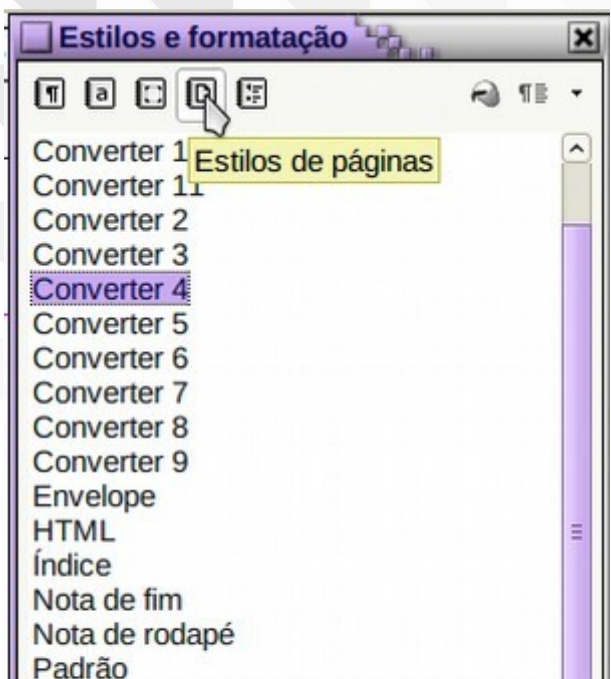 Estilos e formatação
Converter 1
Estilos de páginas
Converter 11
Converter 2
Converter 3
Converter 4
Converter 5
Converter 6
Converter 7
Converter 8
Converter 9
Envelope
HTML
Índice
Nota de fim
Nota de rodapé
Padrão